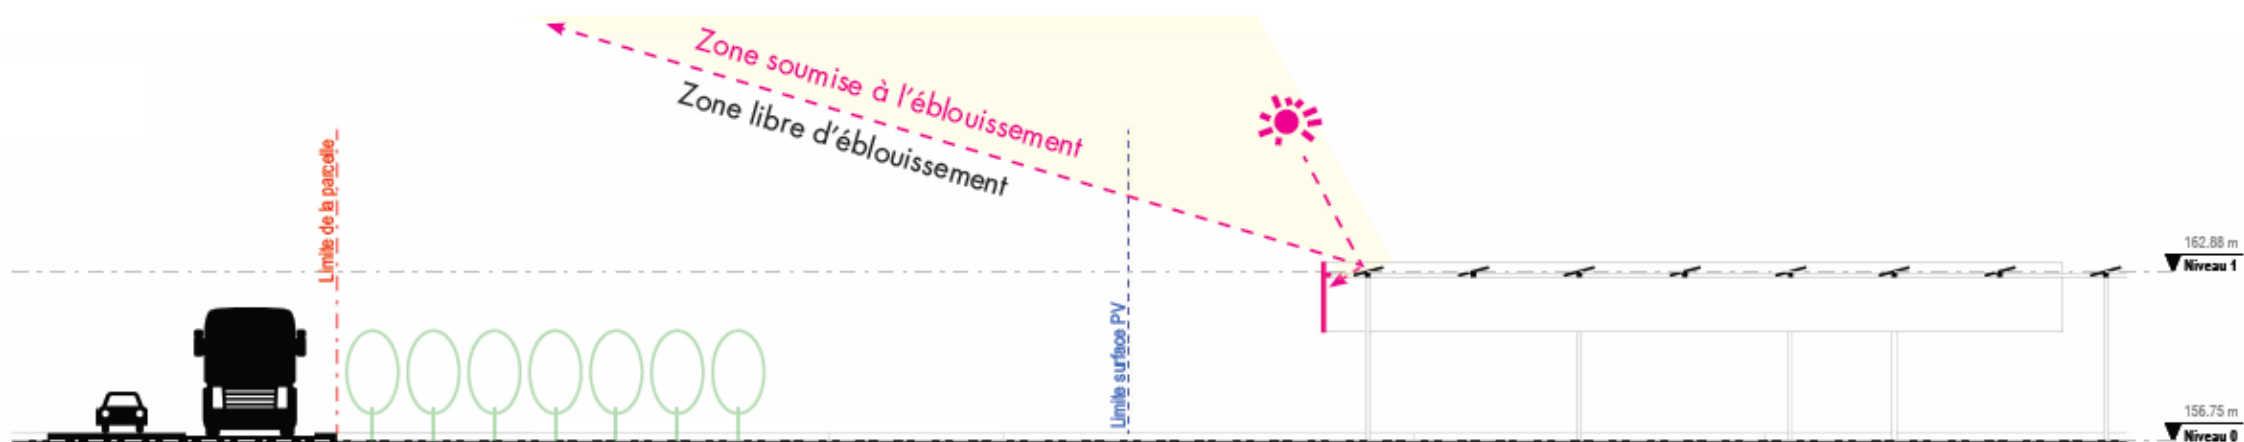 Zone soumise à l'éblouissement
Zone libre d'éblouissement
Limite de la parcelle
Limite surface PV
162.88 m
Niveau 1
156.75 m
Niveau 0